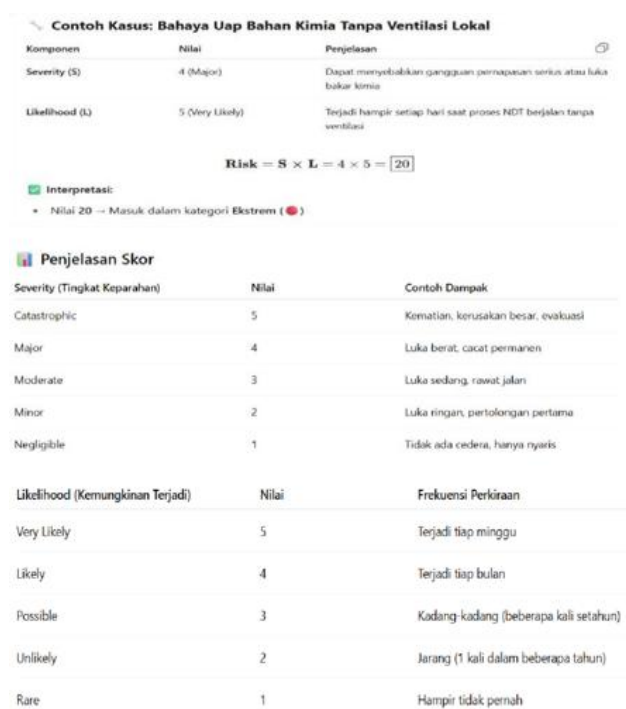 Contoh Kasus: Bahaya Uap Bahan Kimia Tanpa Ventilasi Lokal
Komponen Nilai Penjelasan
Severity (S) 4 (Major) Dapat menyebabkan gangguan pernapasan serius atau luka
bakar kimia
Likelihood (L) 5 (Very Likely) Terjadi hampir setiap hari saat proses NDT berjalan tanpa
ventilasi
Risk = S × L = 4 × 5 = 20
Interpretasi:
• Nilai 20 → Masuk dalam kategori Ekstrem (🔴)
Penjelasan Skor
Severity (Tingkat Keparahan) Nilai Contoh Dampak
Catastrophic 5 Kematian, kerusakan besar, evakuasi
Major 4 Luka berat, cacat permanen
Moderate 3 Luka sedang, rawat jalan
Minor 2 Luka ringan, pertolongan pertama
Negligible 1 Tidak ada cedera, hanya nyaris
Likelihood (Kemungkinan Terjadi) Nilai Frekuensi Perkiraan
Very Likely 5 Terjadi tiap minggu
Likely 4 Terjadi tiap bulan
Possible 3 Kadang-kadang (beberapa kali setahun)
Unlikely 2 Jarang (1 kali dalam beberapa tahun)
Rare 1 Hampir tidak pernah